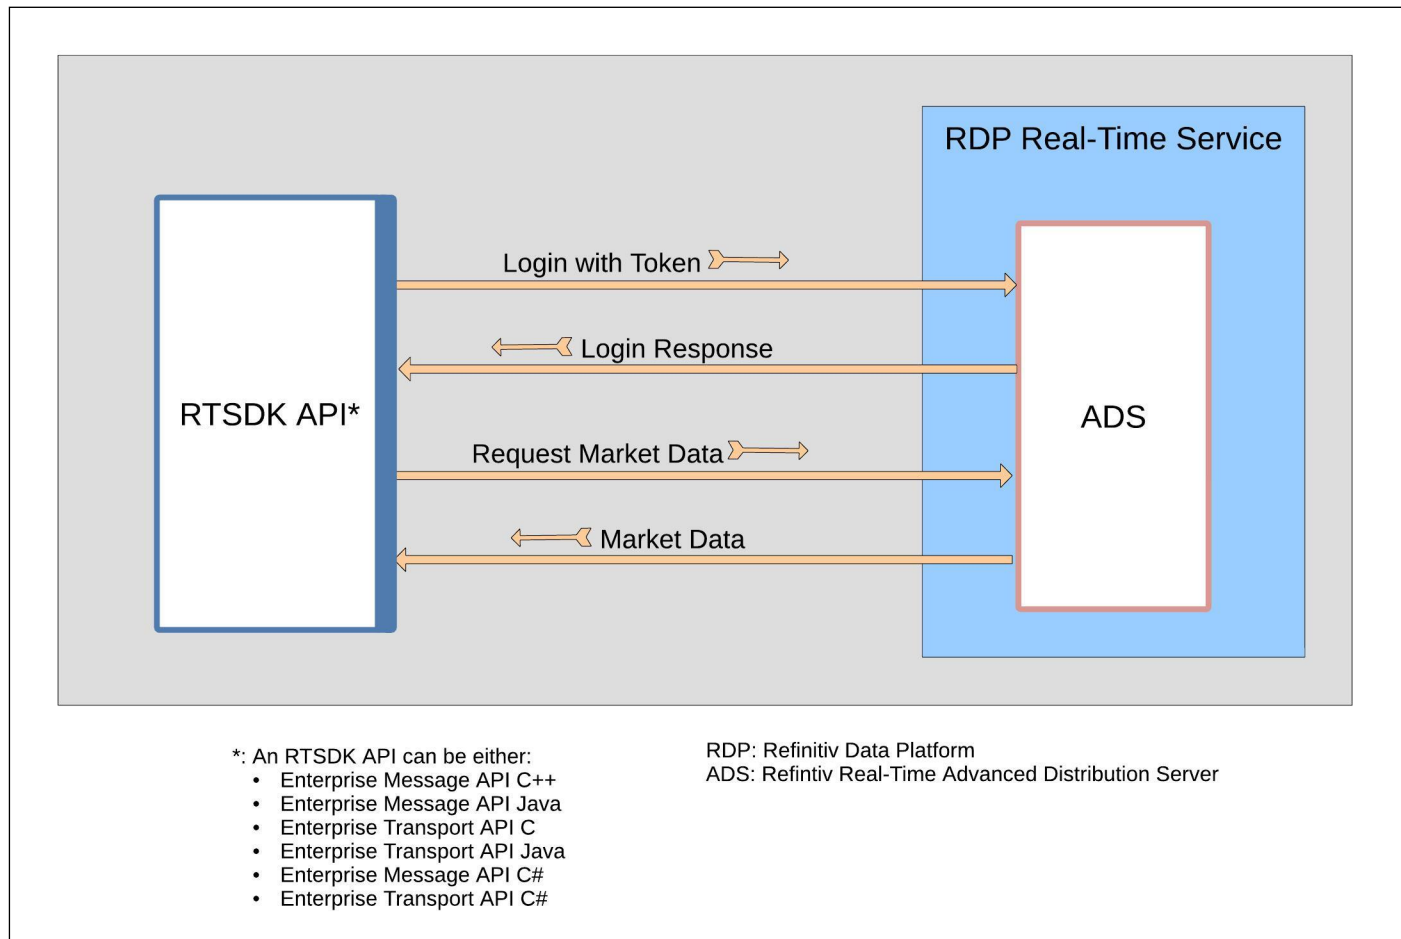 RDP Real-Time Service
Login with Token
Login Response
RTSDK API*
ADS
Request Market Data
Market Data
*: An RTSDK API can be either:
• Enterprise Message API C++
• Enterprise Message API Java
• Enterprise Transport API C
• Enterprise Transport API Java
• Enterprise Message API C#
• Enterprise Transport API C#
RDP: Refinitiv Data Platform
ADS: Refintiv Real-Time Advanced Distribution Server